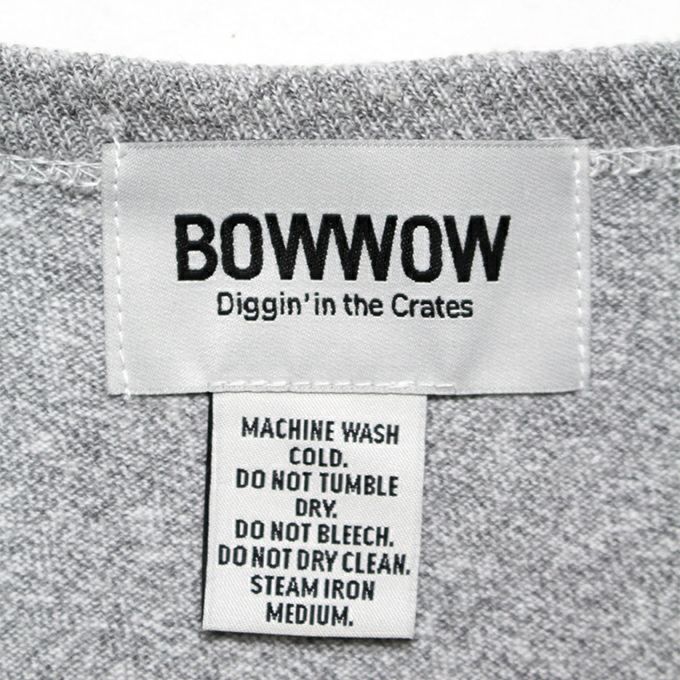 BOWWOW
Diggin' in the Crates
MACHINE WASH
COLD.
DO NOT TUMBLE
DRY.
DO NOT BLEECH.
DO NOT DRY CLEAN.
STEAM IRON
MEDIUM.